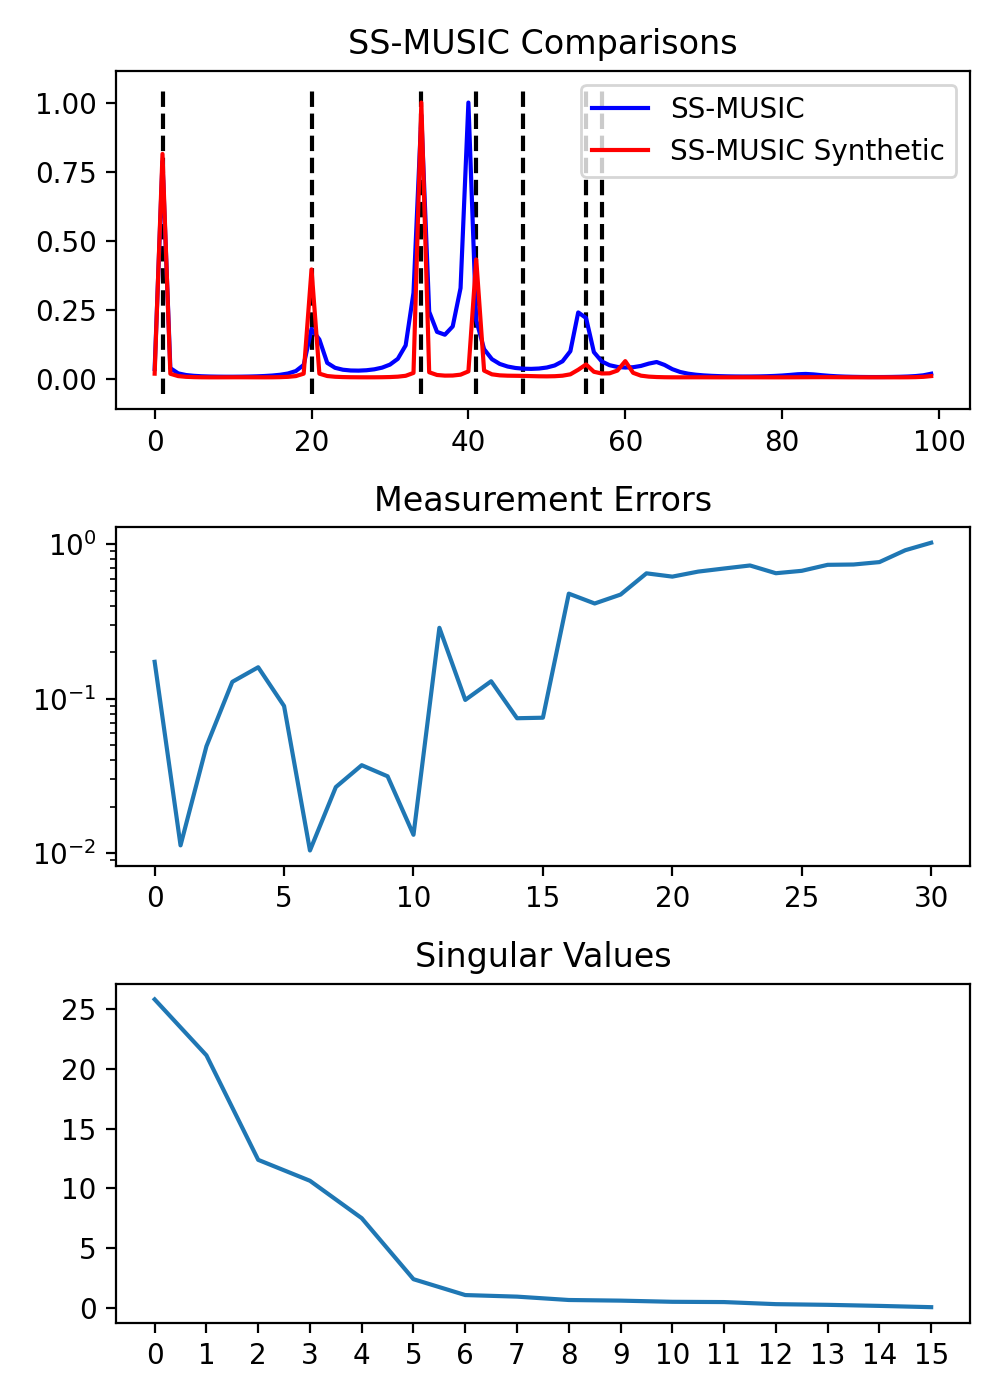 SS-MUSIC Comparisons
1.00
0.75
0.50
0.25
0.00
SS-MUSIC
SS-MUSIC Synthetic
0 20 40 60 80 100
Measurement Errors
10⁰
10⁻¹
10⁻²
0 5 10 15 20 25 30
Singular Values
25
20
15
10
5
0
0 1 2 3 4 5 6 7 8 9 10 11 12 13 14 15